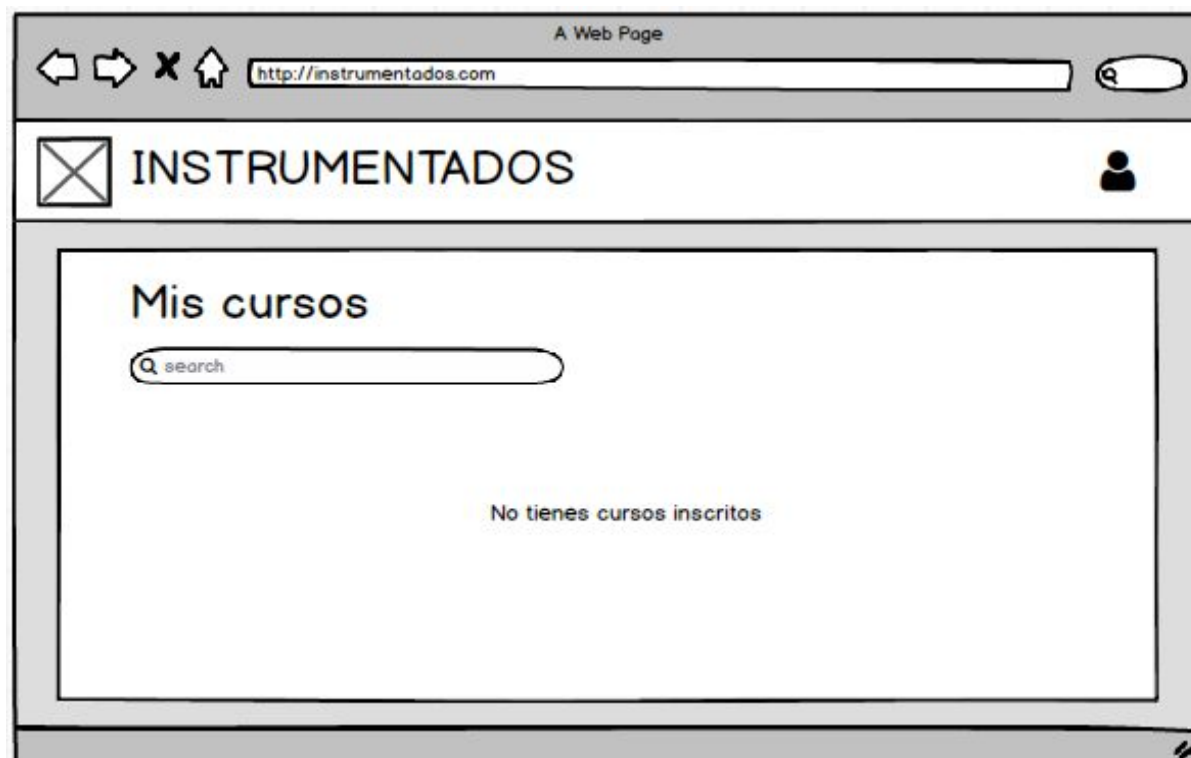 A Web Page
http://instrumentados.com
INSTRUMENTADOS
Mis cursos
search
No tienes cursos inscritos